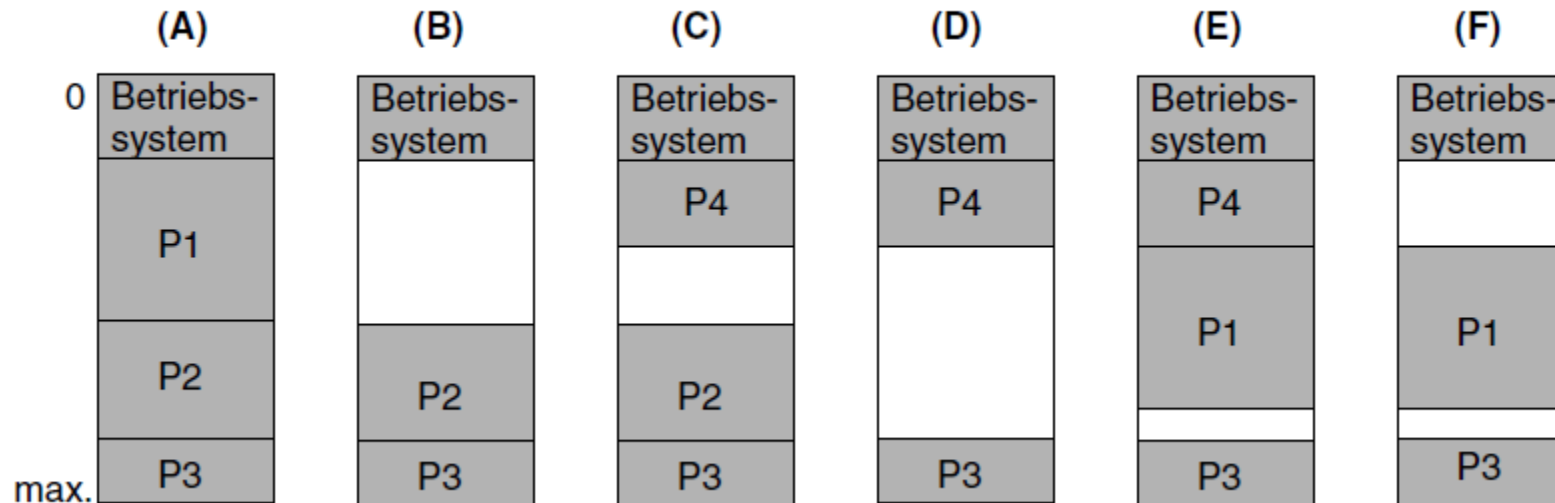 (A) (B) (C) (D) (E) (F)
0 Betriebs- Betriebs- Betriebs- Betriebs- Betriebs- Betriebs-
system system system system system system
P4 P4 P4
P1
P1 P1
P2
P2 P2
P3 P3 P3 P3 P3 P3
max.